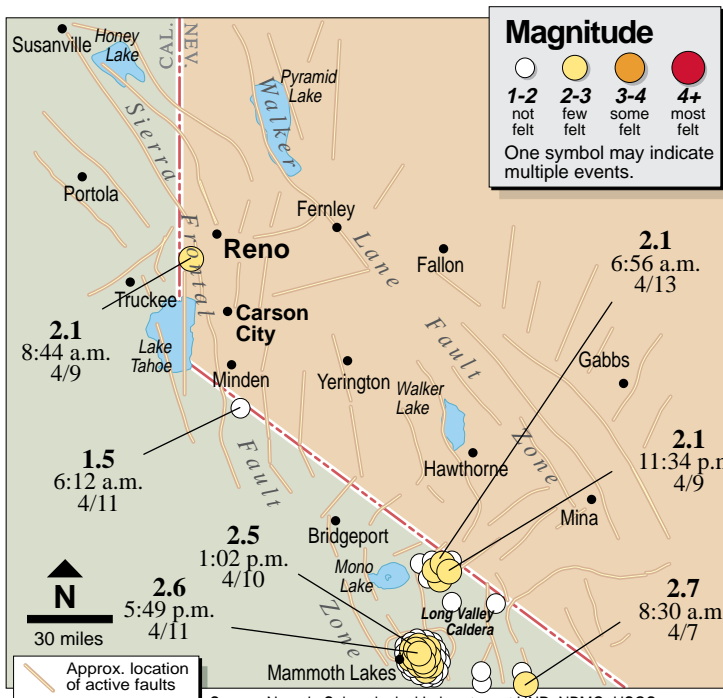 Susanville
Honey
Lake
CAL.
NEV.
Pyramid
Lake
Magnitude
1-2
2-3
3-4
4+
not
felt
few
felt
some
felt
most
felt
One symbol may indicate
multiple events.
Sierra
Frontal
Fault
Zone
Walker
Lane
Fault
Zone
Portola
Reno
Fernley
Fallon
2.1
6:56 a.m.
4/13
Truckee
Carson
City
2.1
8:44 a.m.
4/9
Lake
Tahoe
Minden
Yerington
Walker
Lake
Gabbs
Hawthorne
1.5
6:12 a.m.
4/11
2.1
11:34 p.m
4/9
Mina
Bridgeport
2.5
1:02 p.m.
4/10
Mono
Lake
N
30 miles
2.6
5:49 p.m.
4/11
Long Valley
Caldera
2.7
8:30 a.m.
4/7
Mammoth Lakes
Approx. location
of active faults